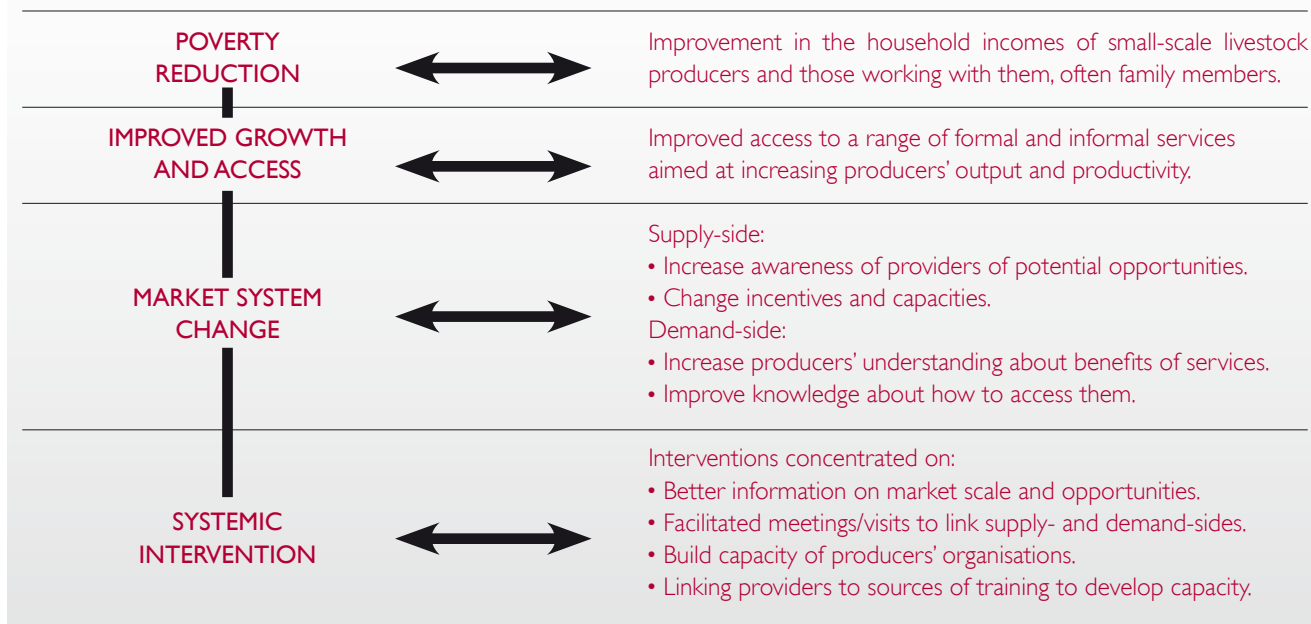 POVERTY
REDUCTION
Improvement in the household incomes of small-scale livestock
producers and those working with them, often family members.
IMPROVED GROWTH
AND ACCESS
Improved access to a range of formal and informal services
aimed at increasing producers’ output and productivity.
MARKET SYSTEM
CHANGE
Supply-side:
• Increase awareness of providers of potential opportunities.
• Change incentives and capacities.
Demand-side:
• Increase producers’ understanding about benefits of services.
• Improve knowledge about how to access them.
SYSTEMIC
INTERVENTION
Interventions concentrated on:
• Better information on market scale and opportunities.
• Facilitated meetings/visits to link supply- and demand-sides.
• Build capacity of producers’ organisations.
• Linking providers to sources of training to develop capacity.